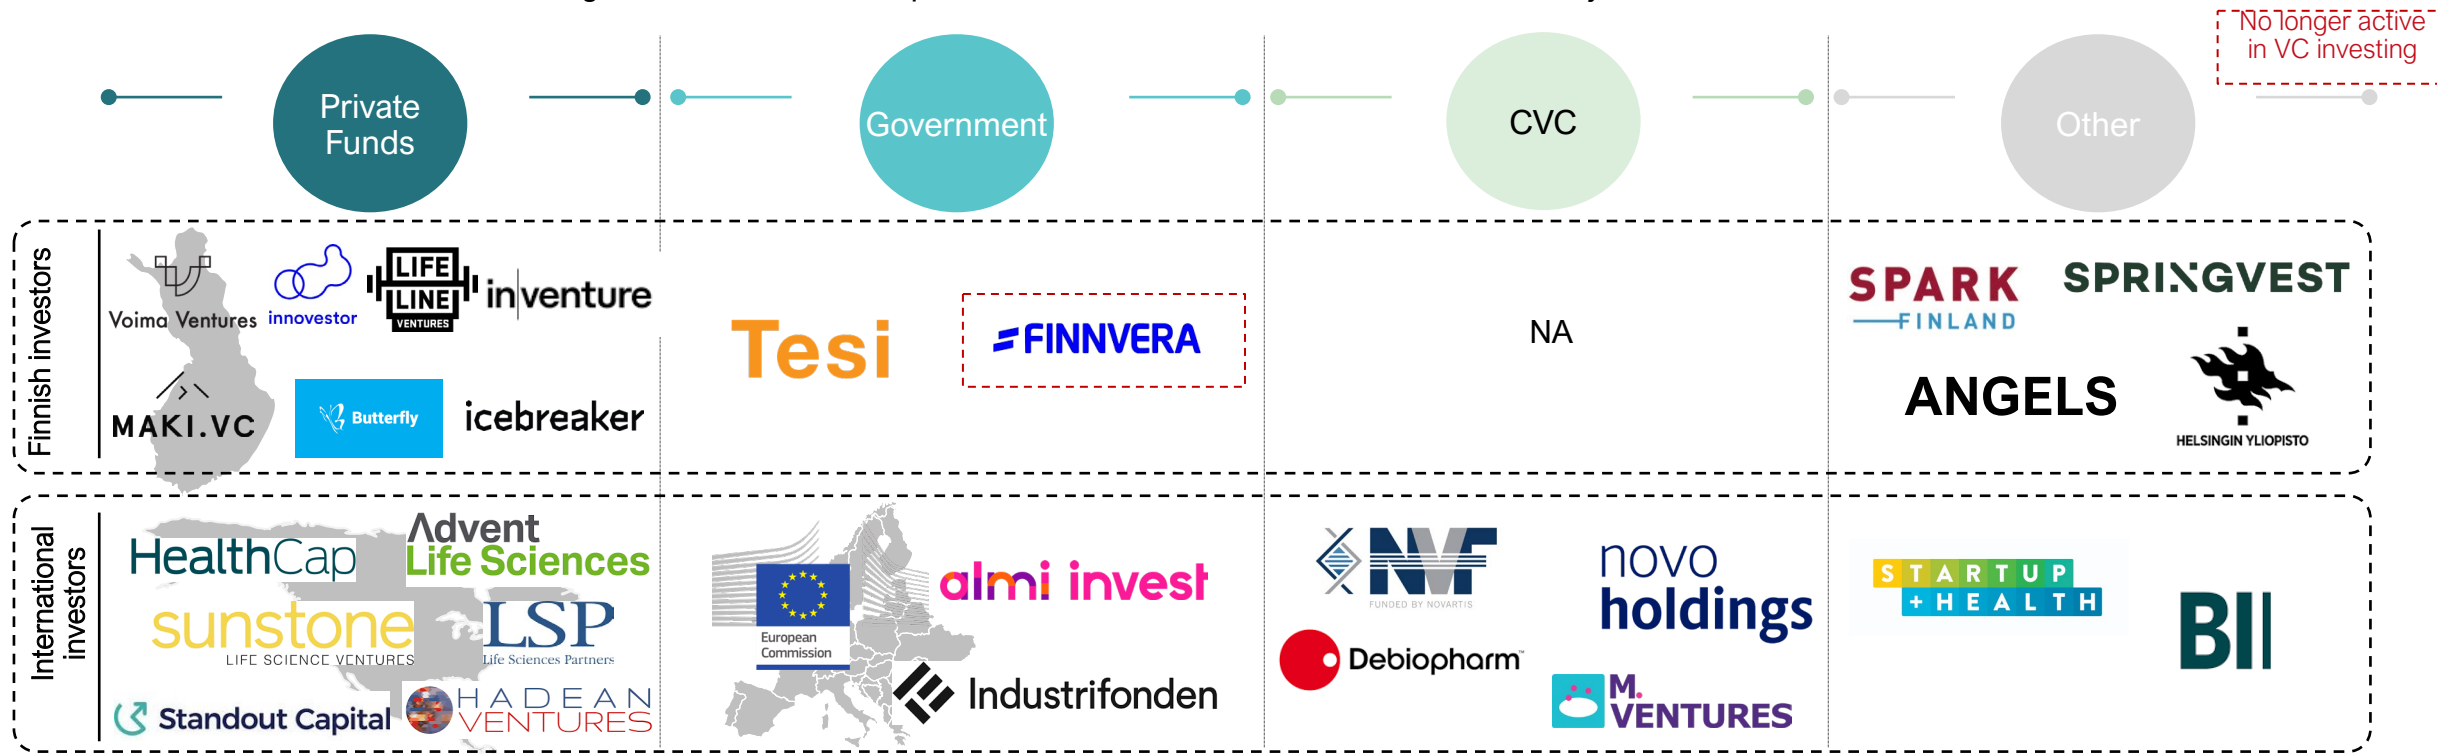 No longer active
in VC investing
Private
Funds
Government
CVC
Other
Finnish investors
Voima Ventures
innovestor
LIFE
LINE
VENTURES
in|venture
MAKI.VC
Butterfly
icebreaker
Tesi
FINNVERA
NA
SPARK
FINLAND
SPRINGVEST
ANGELS
HELSINGIN YLIOPISTO
International
investors
HealthCap
Advent
Life Sciences
sunstone
LIFE SCIENCE VENTURES
LSP
Life Sciences Partners
Standout Capital
HADEAN
VENTURES
European
Commission
almi invest
Industrifonden
NVF
FUNDED BY NOVARTIS
novo
holdings
Debiopharm™
M.
VENTURES
STARTUP
+HEALTH
BII